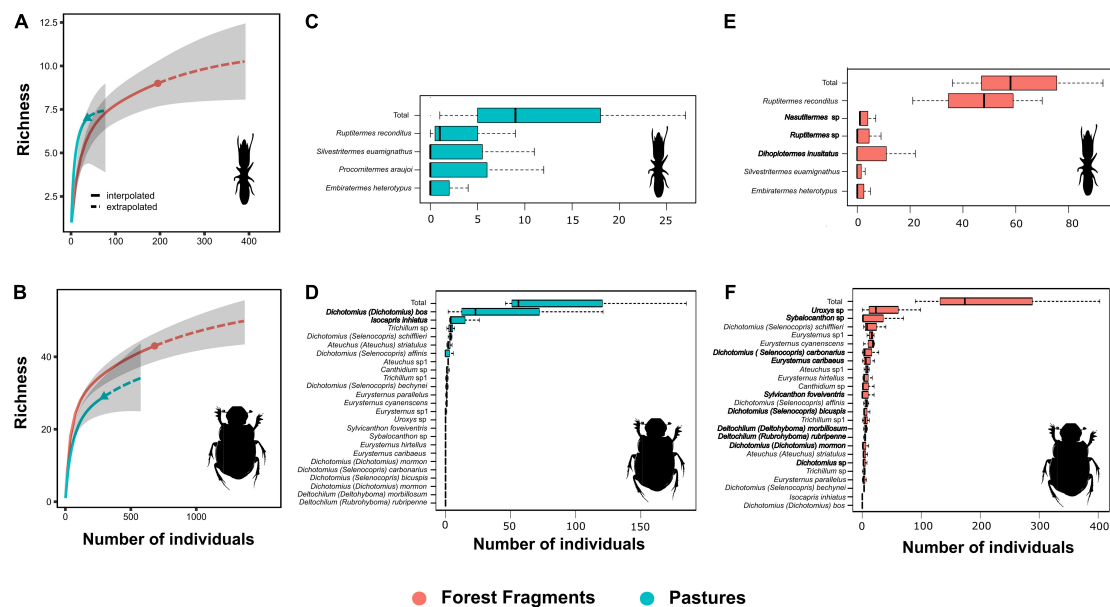 A
Richness
12.5
10.0
7.5
5.0
2.5
interpolated
extrapolated
0 100 200 300 400
B
Richness
40
20
0
0 500 1000
Number of individuals
C
Total
Ruptitermes reconditus
Silvestritermes euamignathus
Procornitermes araujoi
Embiratermes heterotypus
0 5 10 15 20 25
D
Total
Dichotomius (Dichotomius) bos
Isocapris inhiatus
Trichillum sp
Dichotomius (Selenocopris) schiffleri
Ateuchus (Ateuchus) striatulus
Dichotomius (Selenocopris) affinis
Ateuchus sp1
Canthidium sp
Trichillum sp1
Dichotomius (Selenocopris) bechynei
Eurysternus parallelus
Eurysternus cyanenscens
Eurysternus sp1
Uroxys sp
Sylvicanthon foveiventris
Sybalocanthon sp
Eurysternus hirtellus
Eurysternus caribaeus
Dichotomius (Dichotomius) mormon
Dichotomius (Selenocopris) carbonarius
Dichotomius (Selenocopris) bicuspis
Dichotomius (Dichotomius) mormon
Deltochilum (Deltohyboma) morbillosum
Deltochilum (Rubrohyboma) rubripenne
0 50 100 150
Number of individuals
E
Total
Ruptitermes reconditus
Nasutitermes sp
Ruptitermes sp
Dihoplotermes inusitatus
Silvestritermes euamignathus
Embiratermes heterotypus
0 20 40 60 80
F
Total
Uroxys sp
Sybalocanthon sp
Dichotomius (Selenocopris) schifflieri
Eurysternus sp1
Eurysternus cyanenscens
Dichotomius ( Selenocopris) carbonarius
Eurysternus caribaeus
Ateuchus sp1
Eurysternus hirtellus
Canthidium sp
Sylvicanthon foveiventris
Dichotomius (Selenocopris) affinis
Dichotomius (Selenocopris) bicuspis
Trichillum sp1
Deltochilum (Deltohyboma) morbillosum
Deltochilum (Rubrohyboma) rubripenne
Dichotomius (Dichotomius) mormon
Ateuchus (Ateuchus) striatulus
Dichotomius sp
Trichillum sp
Eurysternus parallelus
Dichotomius (Selenocopris) bechynei
Isocapris inhiatus
Dichotomius (Dichotomius) bos
0 100 200 300 400
Number of individuals
Forest Fragments
Pastures